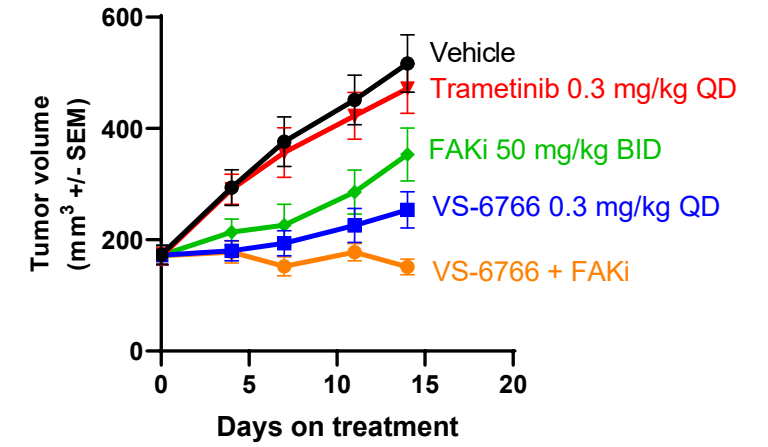 600
Vehicle
Trametinib 0.3 mg/kg QD
400
FAKi 50 mg/kg BID
VS-6766 0.3 mg/kg QD
200
VS-6766 + FAKi
0
Tumor volume
(mm³ +/- SEM)
0 5 10 15 20
Days on treatment